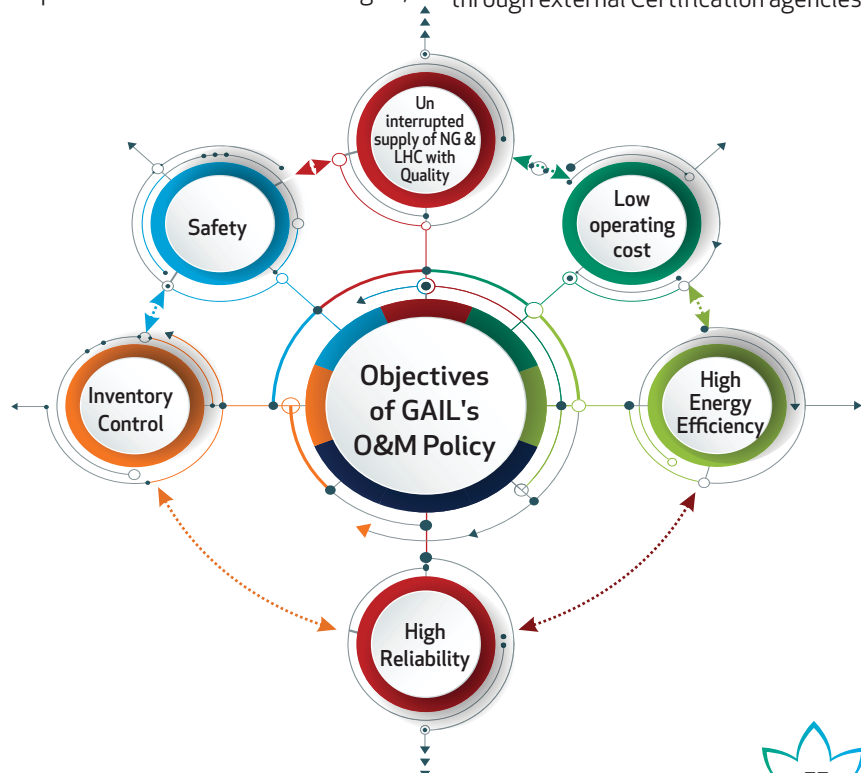 through external Certification agencies
Un
interrupted
supply of NG &
LHC with
Quality
Safety
Low
operating
cost
Inventory
Control
Objectives
of GAIL's
O&M Policy
High
Energy
Efficiency
High
Reliability